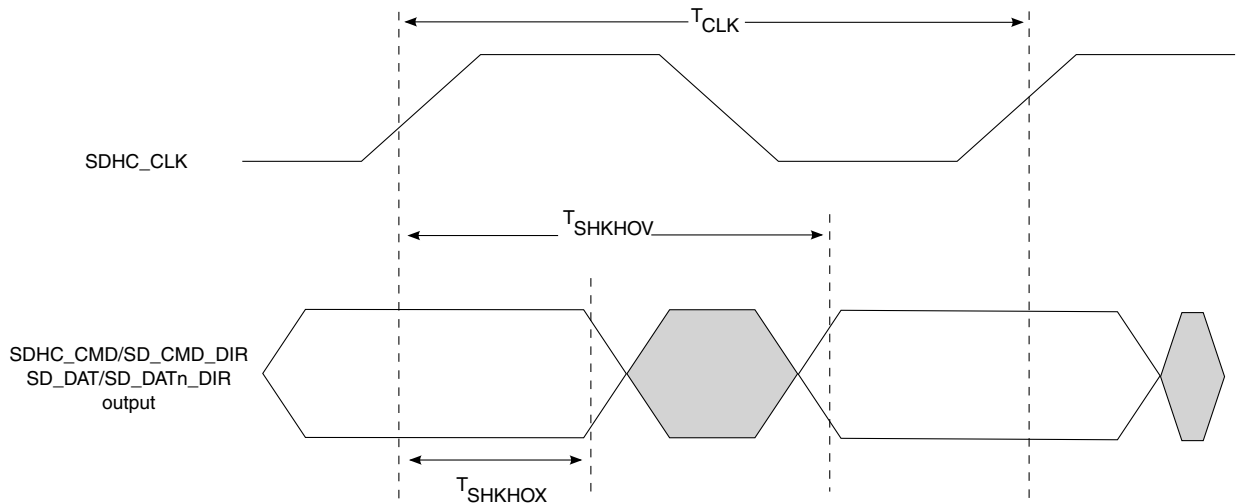 TCLK
SDHC_CLK
TSHKHOV
SDHC_CMD/SD_CMD_DIR
SD_DAT/SD_DATn_DIR
output
TSHKHOX